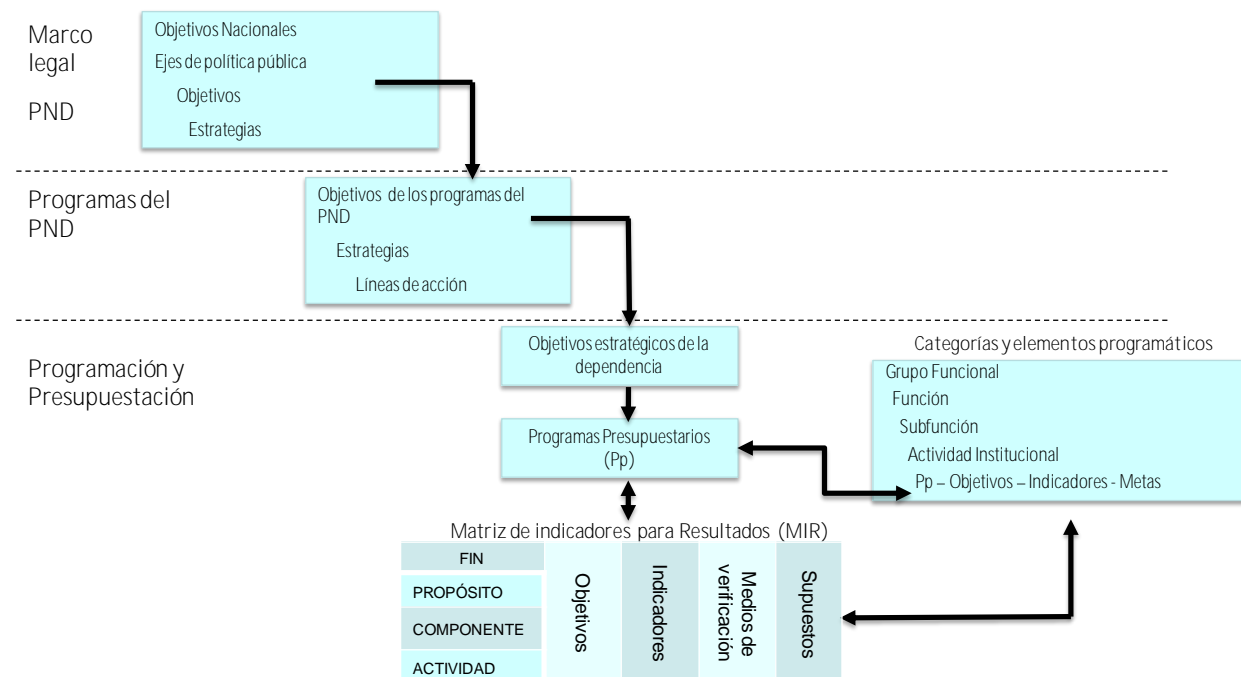 Marco
legal
PND
Objetivos Nacionales
Ejes de política pública
Objetivos
Estrategias
Programas del
PND
Objetivos de los programas del
PND
Estrategias
Líneas de acción
Programación y
Presupuestación
Objetivos estratégicos de la
dependencia
Programas Presupuestarios
(Pp)
Categorías y elementos programáticos
Grupo Funcional
Función
Subfunción
Actividad Institucional
Pp – Objetivos – Indicadores - Metas
Matriz de indicadores para Resultados (MIR)
FIN
PROPÓSITO
COMPONENTE
ACTIVIDAD
Objetivos
Indicadores
Medios de
verificación
Supuestos